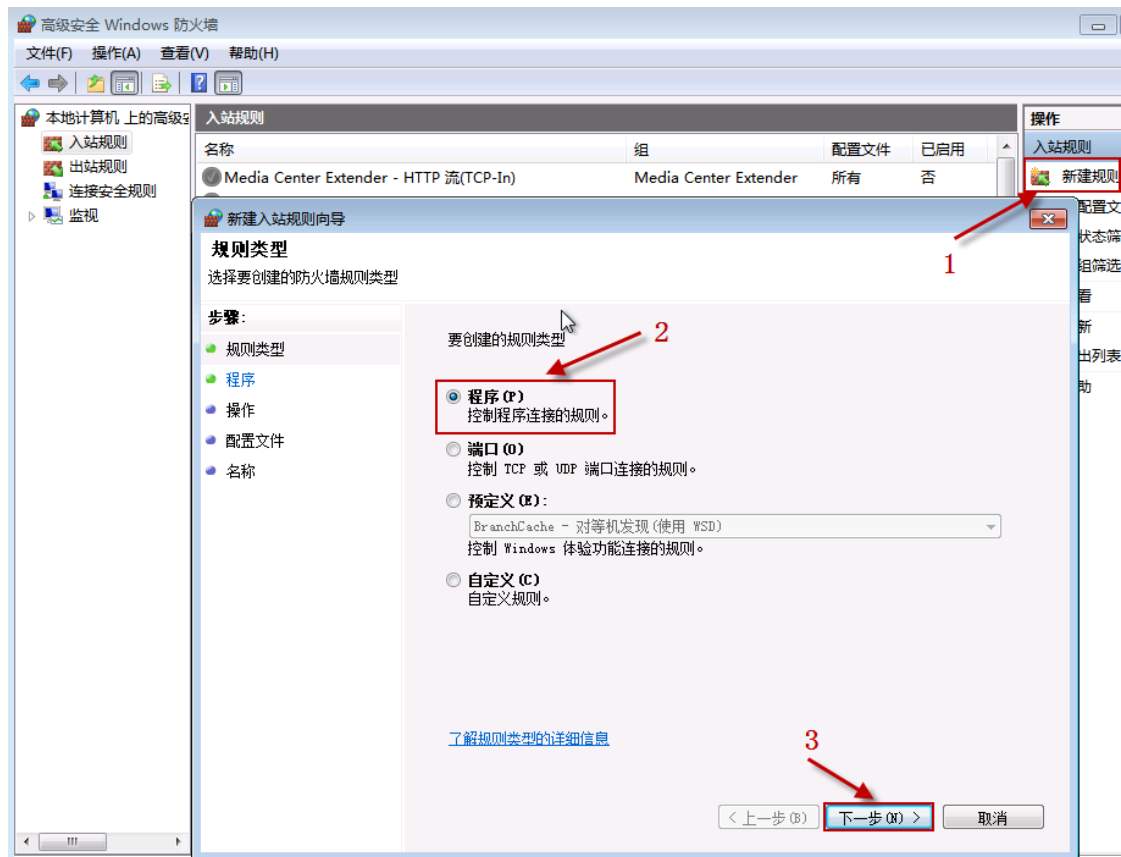 高级安全 Windows 防火墙
文件(F) 操作(A) 查看(V) 帮助(H)
本地计算机 上的高级
入站规则
出站规则
连接安全规则
监视
入站规则
名称 组 配置文件 已启用
Media Center Extender - HTTP 流(TCP-In) Media Center Extender 所有 否
操作
入站规则
新建规则
配置文
状态筛
组筛选
看
新
出列表
助
1
新建入站规则向导
规则类型
选择要创建的防火墙规则类型
步骤:
规则类型
程序
操作
配置文件
名称
要创建的规则类型
2
程序(P)
控制程序连接的规则。
端口(O)
控制 TCP 或 UDP 端口连接的规则。
预定义(E):
BranchCache - 对等机发现(使用 WSD)
控制 Windows 体验功能连接的规则。
自定义(C)
自定义规则。
了解规则类型的详细信息
3
< 上一步(B)
下一步(N) >
取消